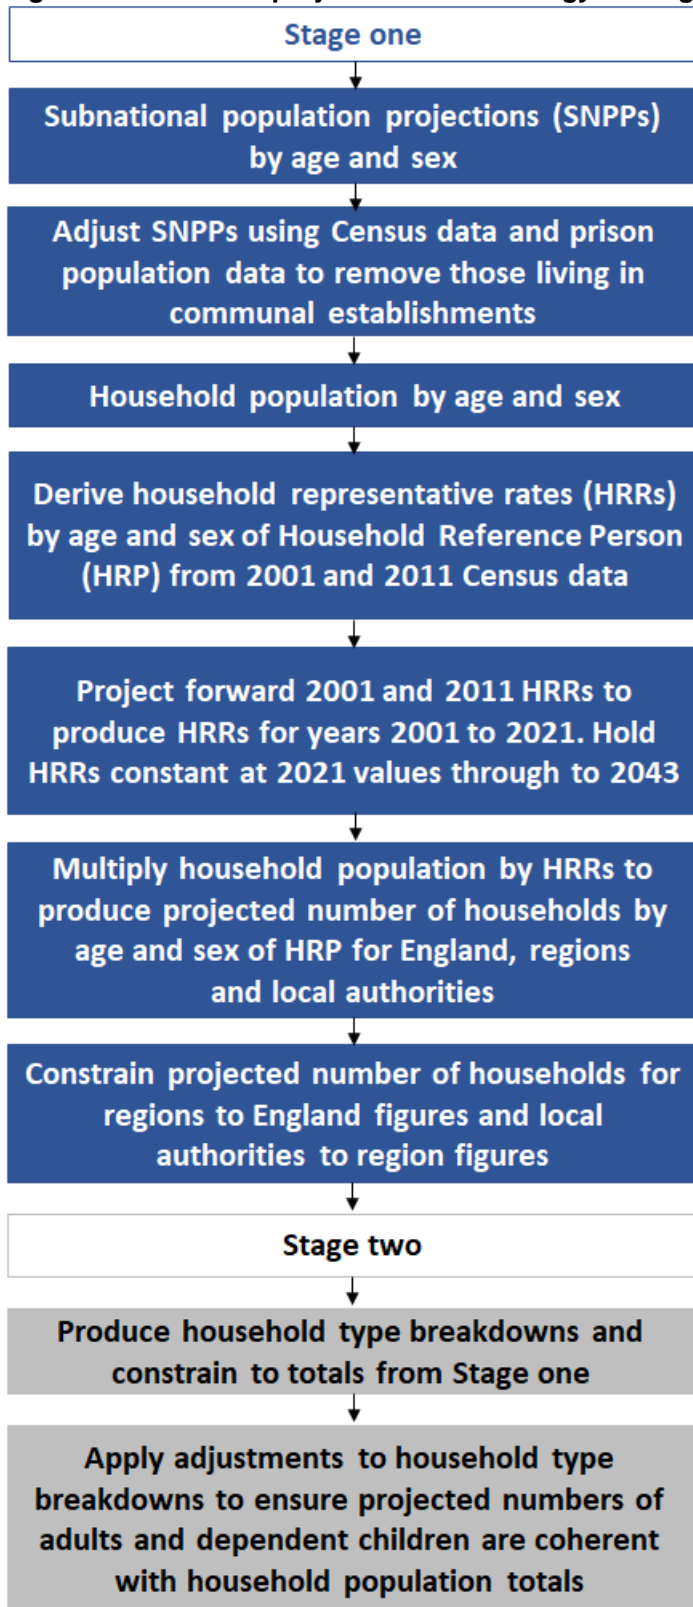 Stage one
Subnational population projections (SNPPs)
by age and sex
Adjust SNPPs using Census data and prison
population data to remove those living in
communal establishments
Household population by age and sex
Derive household representative rates (HRRs)
by age and sex of Household Reference Person
(HRP) from 2001 and 2011 Census data
Project forward 2001 and 2011 HRRs to
produce HRRs for years 2001 to 2021. Hold
HRRs constant at 2021 values through to 2043
Multiply household population by HRRs to
produce projected number of households by
age and sex of HRP for England, regions
and local authorities
Constrain projected number of households for
regions to England figures and local
authorities to region figures
Stage two
Produce household type breakdowns and
constrain to totals from Stage one
Apply adjustments to household type
breakdowns to ensure projected numbers of
adults and dependent children are coherent
with household population totals